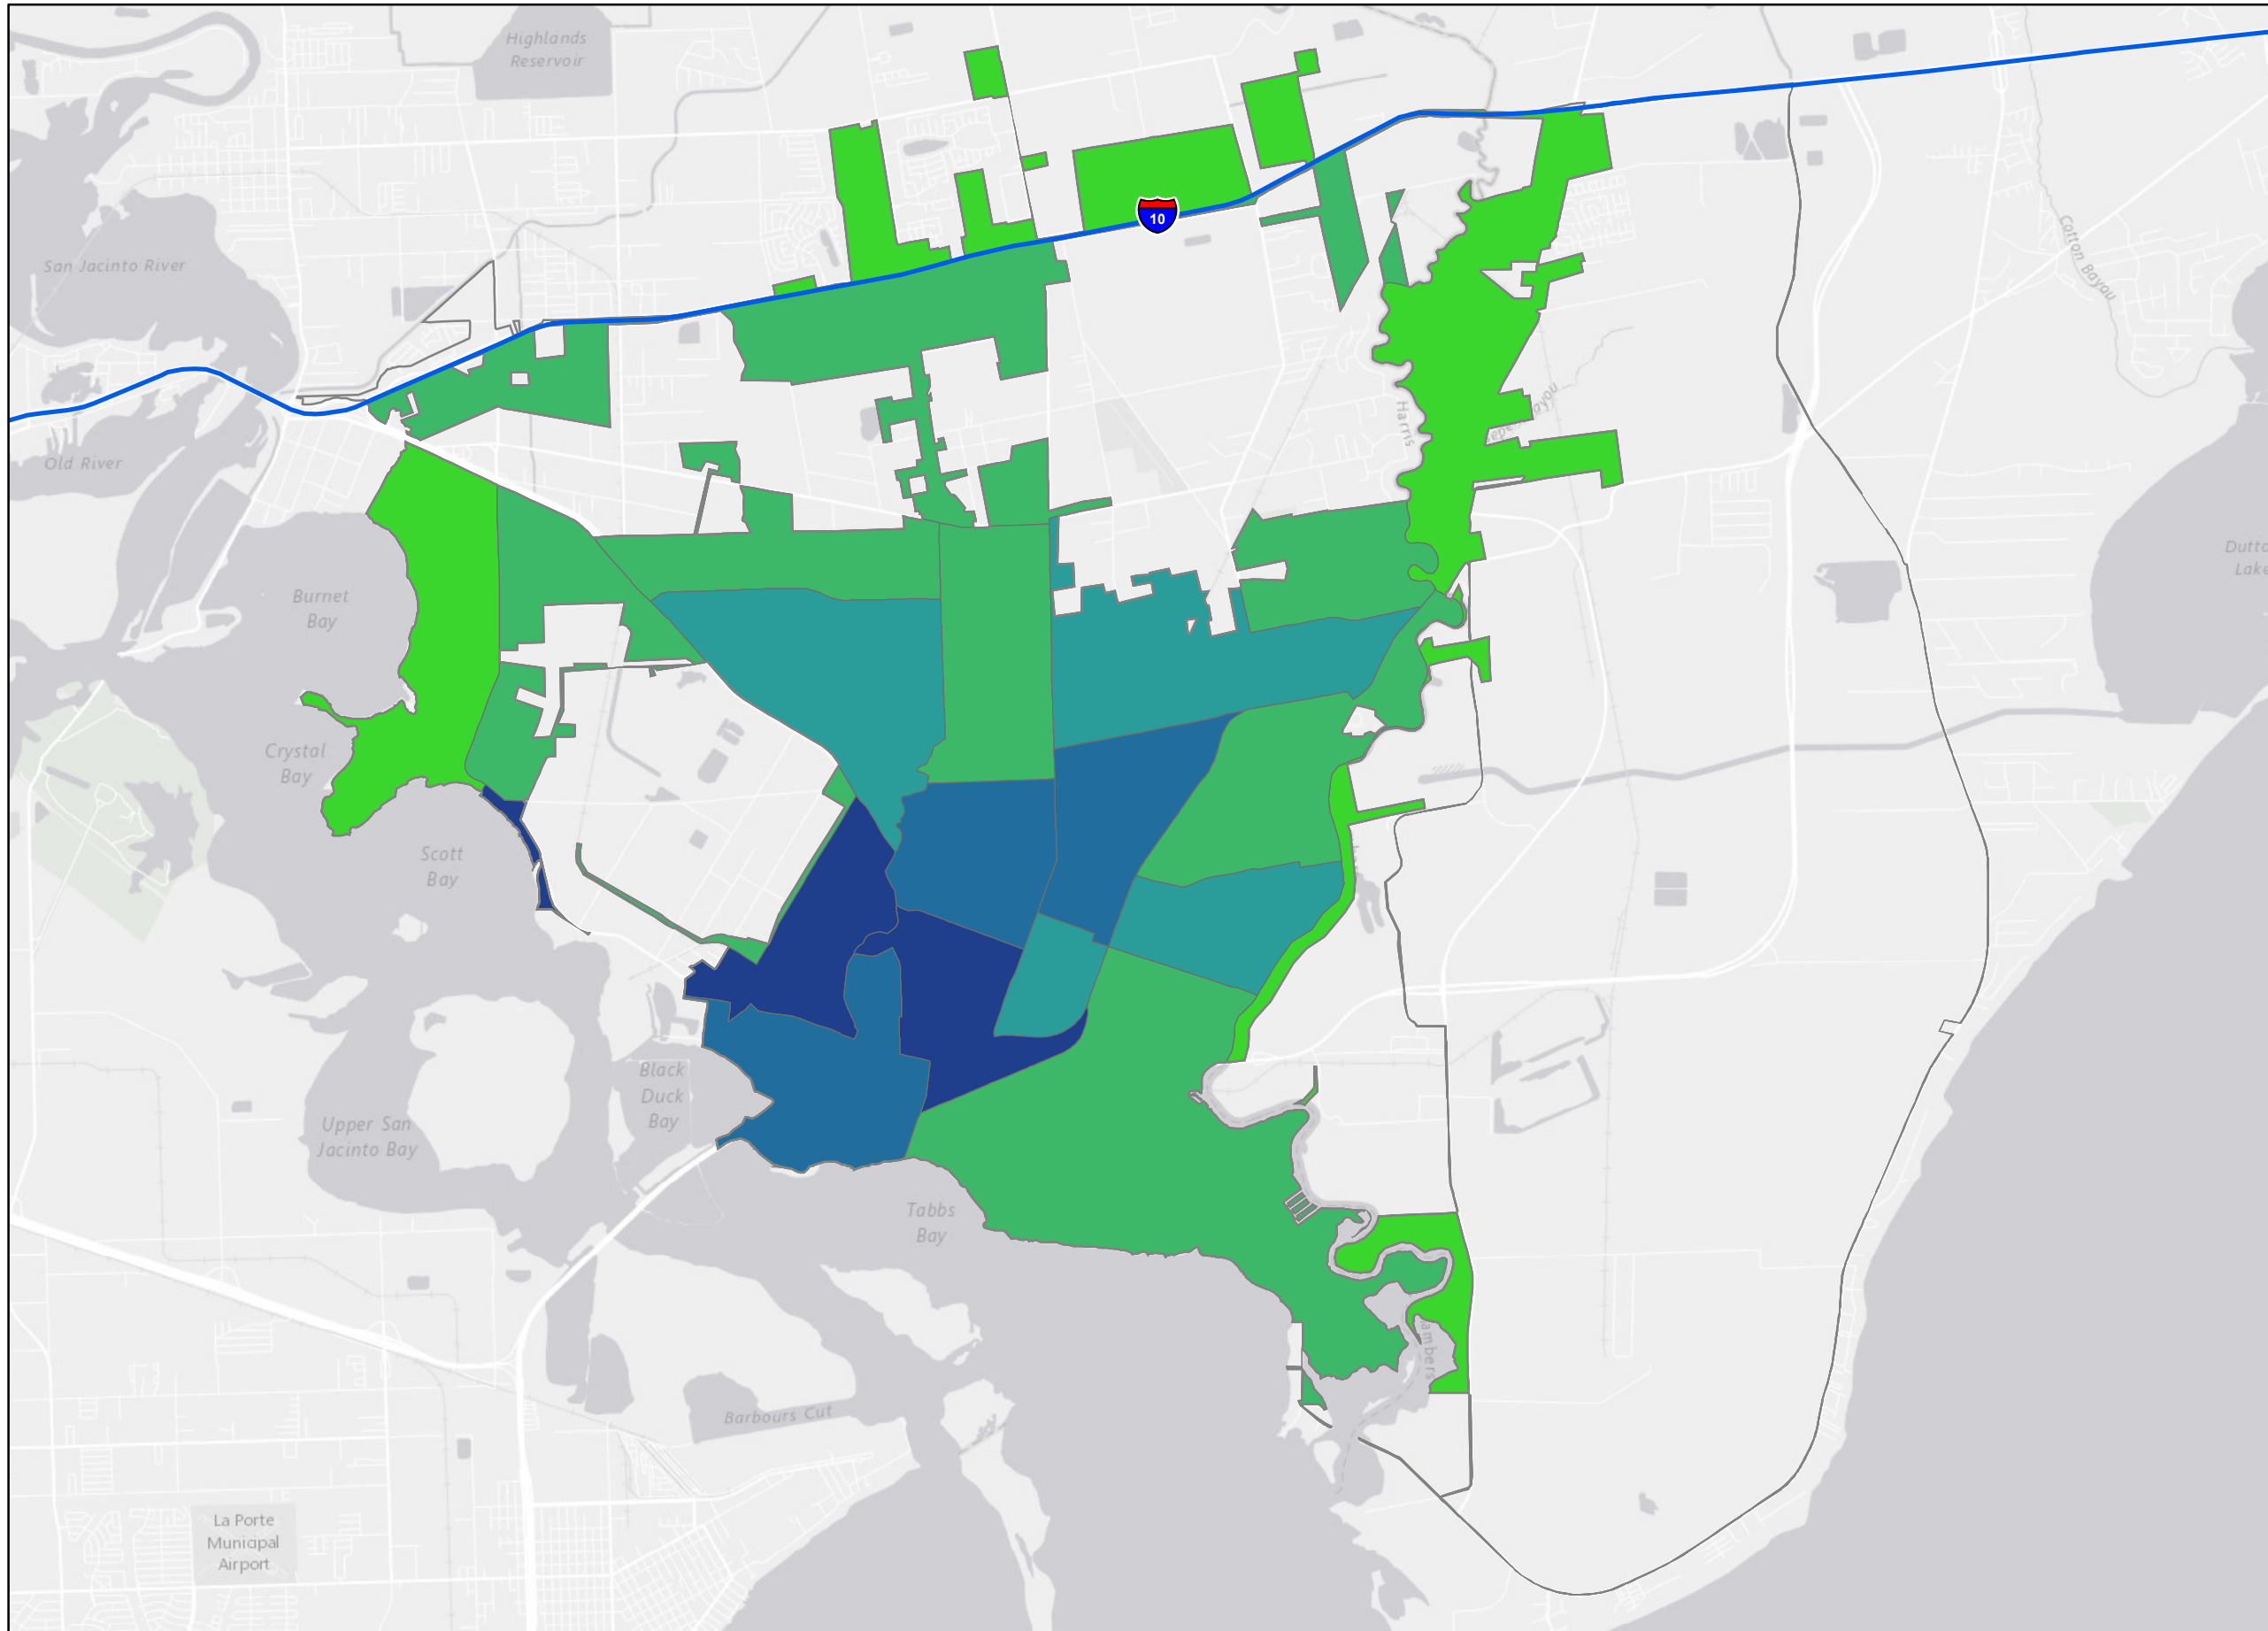 Highlands
Reservoir
10
San Jacinto River
Cotton Bayou
Harris
Old River
Dutto
Lake
Burnet
Bay
Crystal
Bay
Scott
Bay
Black
Duck
Bay
Upper San
Jacinto Bay
Tabbs
Bay
ambers
Barbours Cut
La Porte
Municipal
Airport